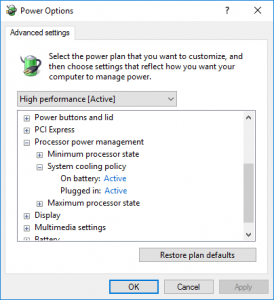 Power Options
Advanced settings
Select the power plan that you want to customize, and
then choose settings that reflect how you want your
computer to manage power.
High performance [Active]
Power buttons and lid
PCI Express
Processor power management
Minimum processor state
System cooling policy
On battery: Active
Plugged in: Active
Maximum processor state
Display
Multimedia settings
Battery
Restore plan defaults
OK Cancel Apply